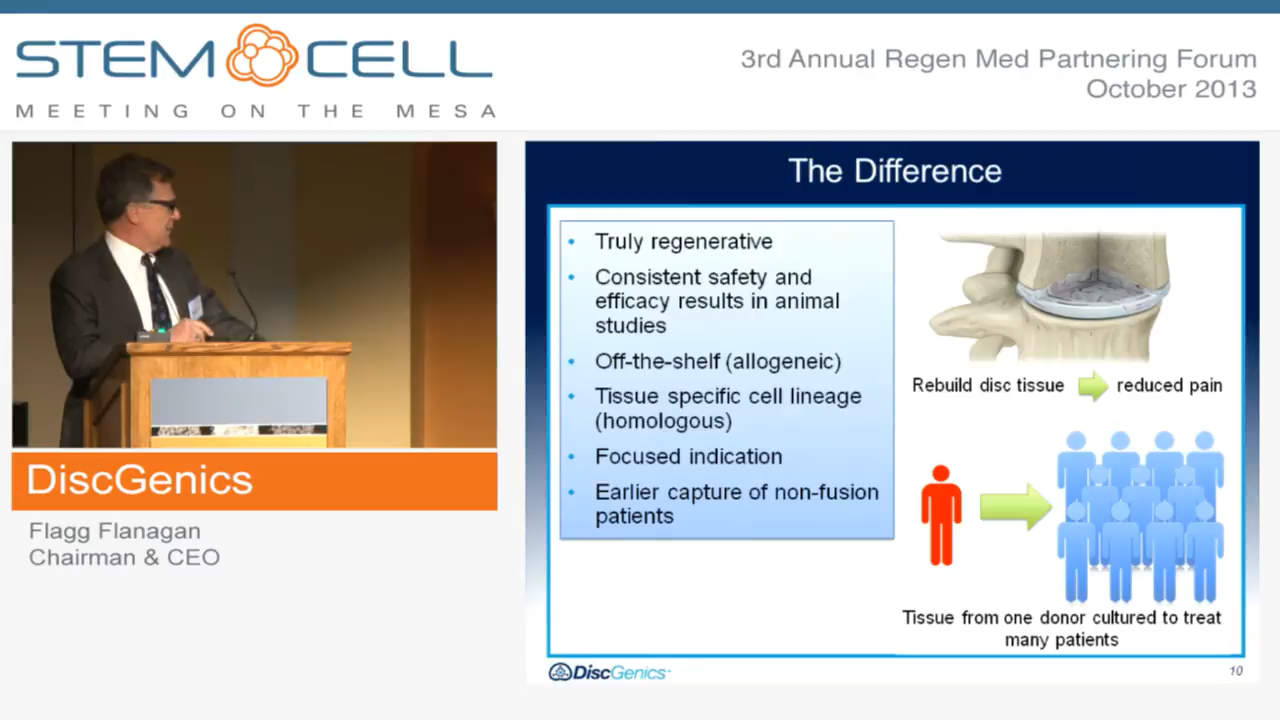 STEM CELL
MEETING ON THE MESA
3rd Annual Regen Med Partnering Forum
October 2013
DiscGenics
Flagg Flanagan
Chairman & CEO
The Difference
• Truly regenerative
• Consistent safety and
efficacy results in animal
studies
• Off-the-shelf (allogeneic)
• Tissue specific cell lineage
(homologous)
• Focused indication
• Earlier capture of non-fusion
patients
Rebuild disc tissue reduced pain
Tissue from one donor cultured to treat
many patients
DiscGenics
10